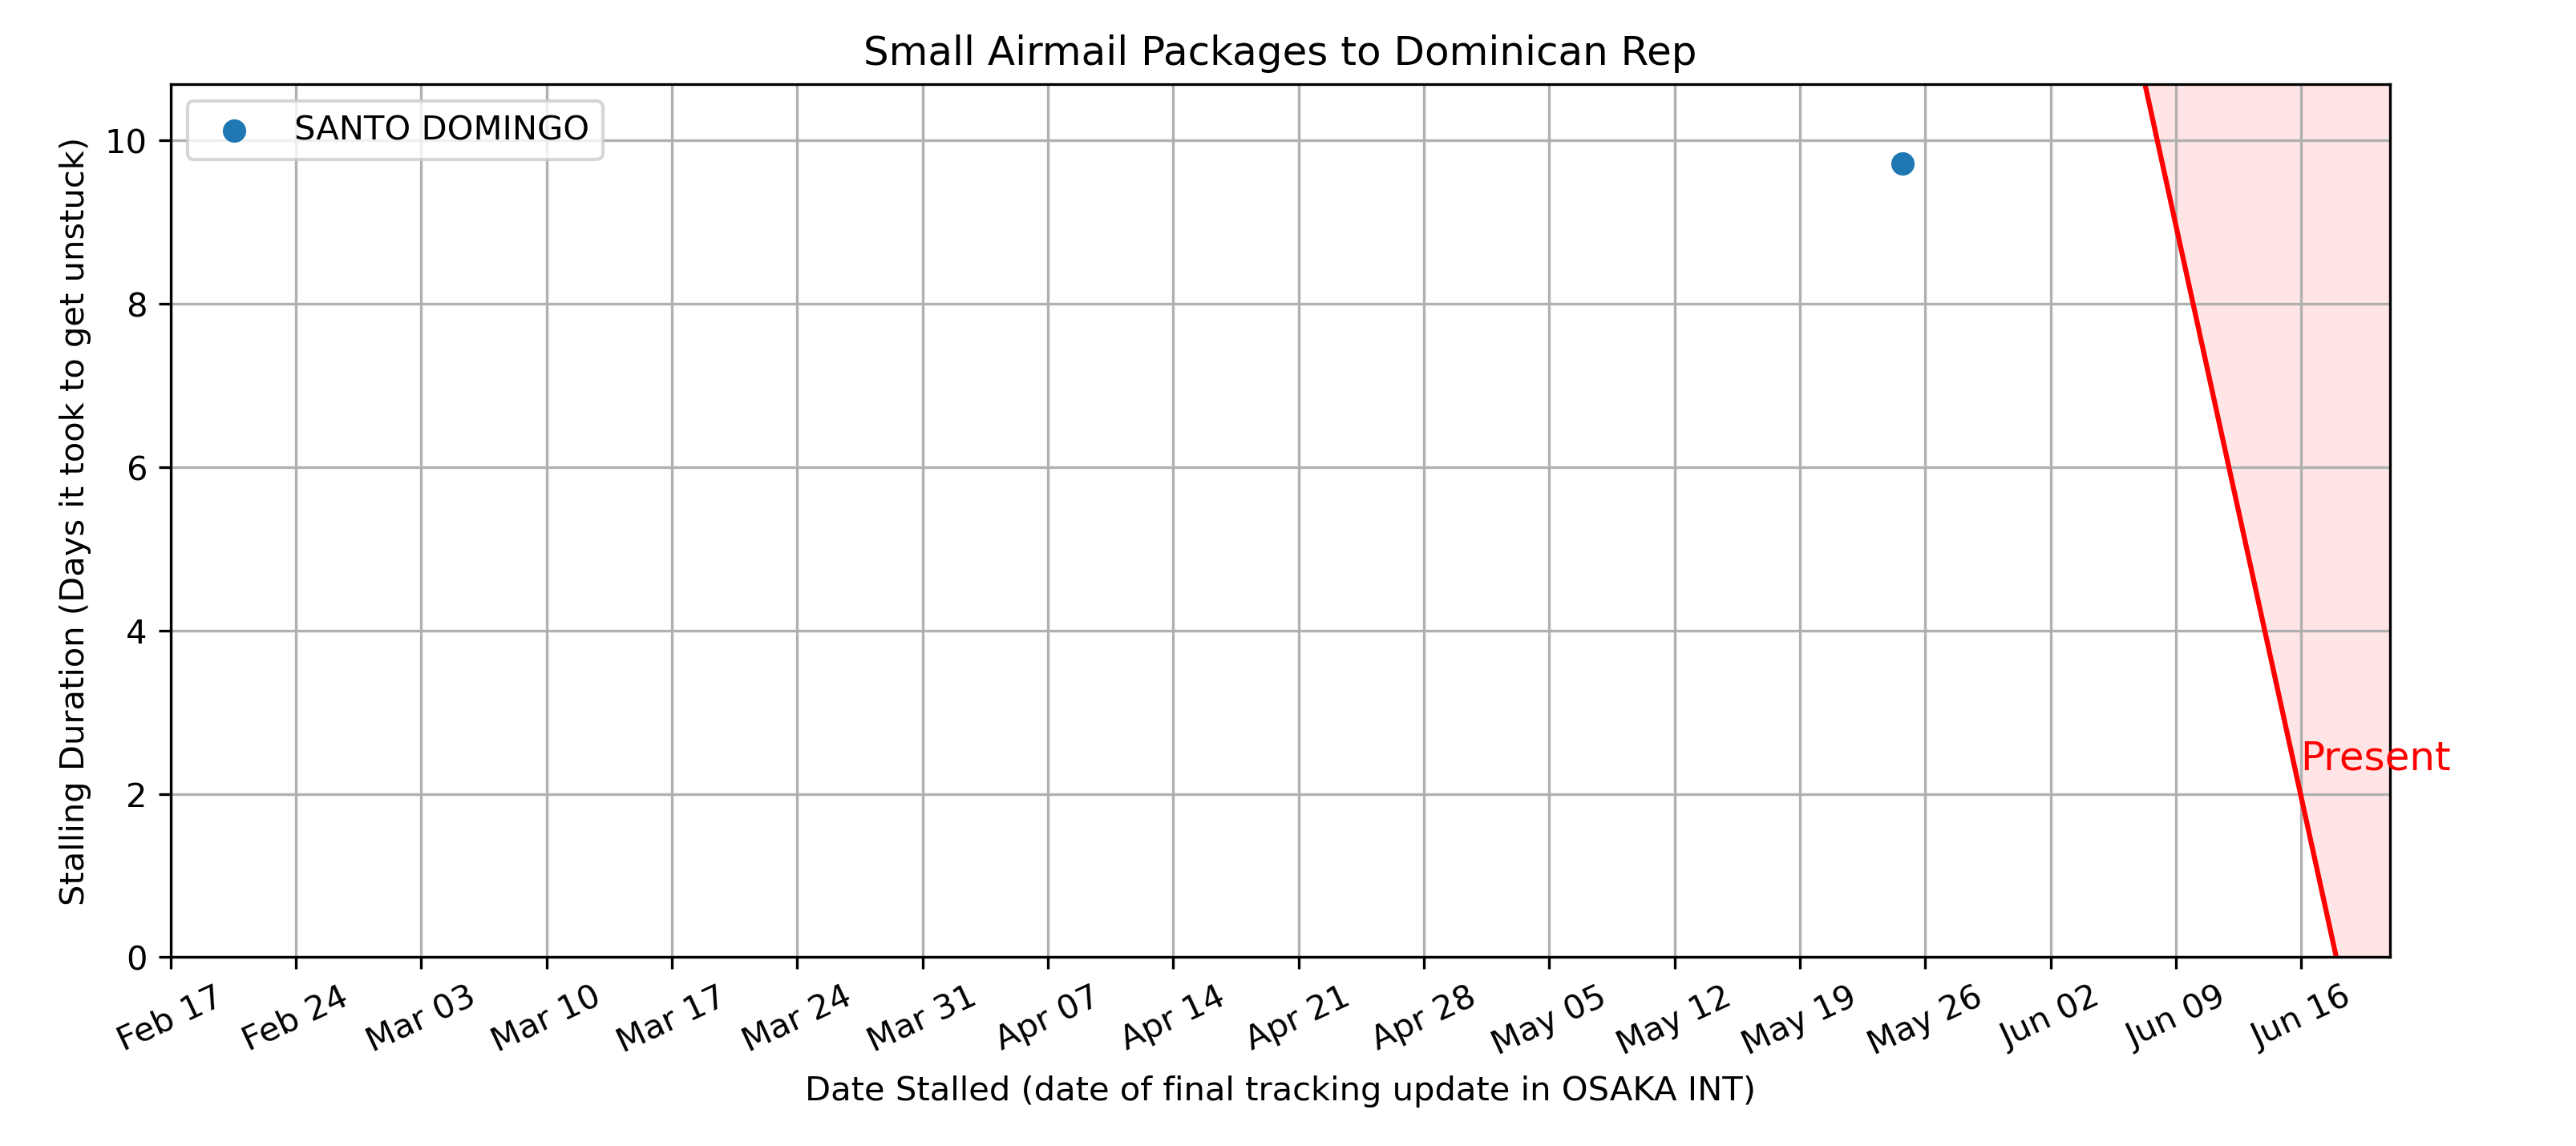 Small Airmail Packages to Dominican Rep
SANTO DOMINGO
Stalling Duration (Days it took to get unstuck)
10
8
6
4
2
0
Present
Feb 17
Feb 24
Mar 03
Mar 10
Mar 17
Mar 24
Mar 31
Apr 07
Apr 14
Apr 21
Apr 28
May 05
May 12
May 19
May 26
Jun 02
Jun 09
Jun 16
Date Stalled (date of final tracking update in OSAKA INT)